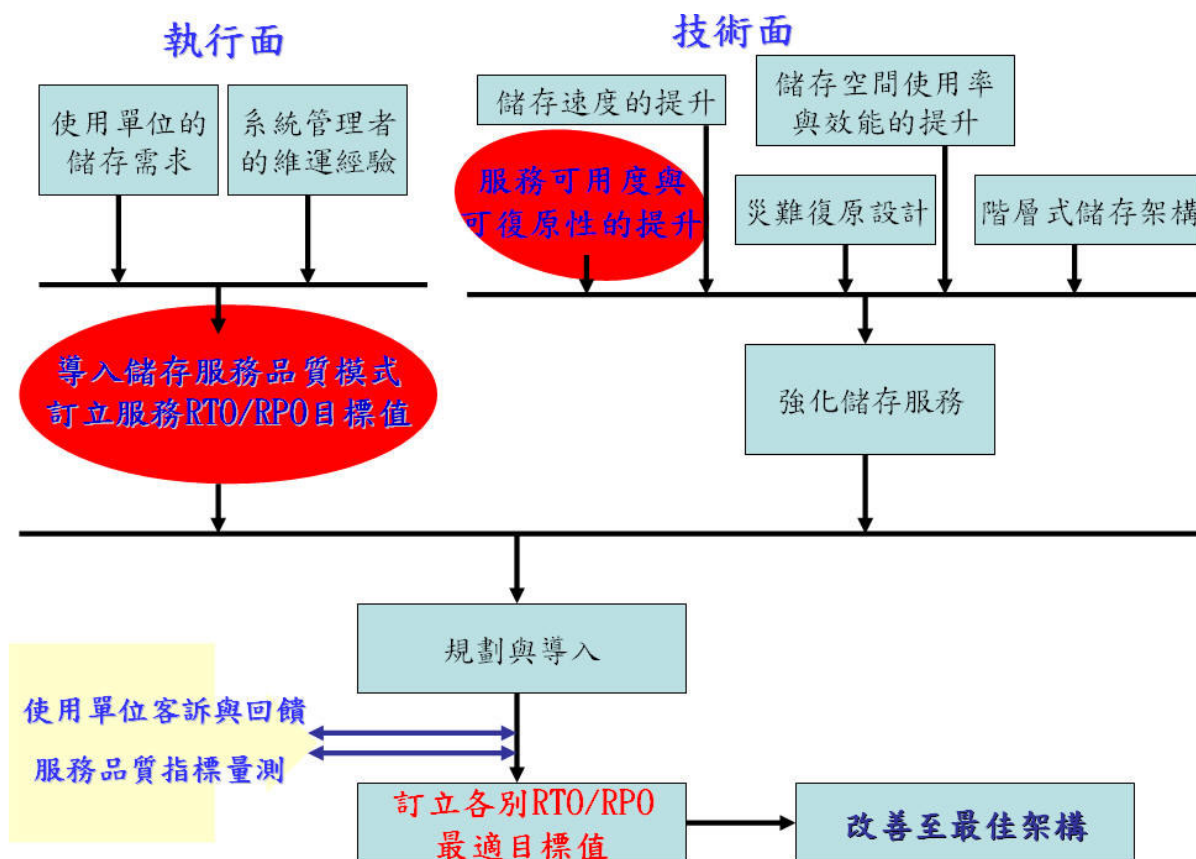 執行面
使用單位的
儲存需求
系統管理者
的維運經驗
導入儲存服務品質模式
訂立服務RTO/RPO目標值
技術面
儲存速度的提升
儲存空間使用率
與效能的提升
服務可用度與
可復原性的提升
災難復原設計
階層式儲存架構
強化儲存服務
規劃與導入
使用單位客訴與回饋
服務品質指標量測
訂立各別RTO/RPO
最適目標值
改善至最佳架構